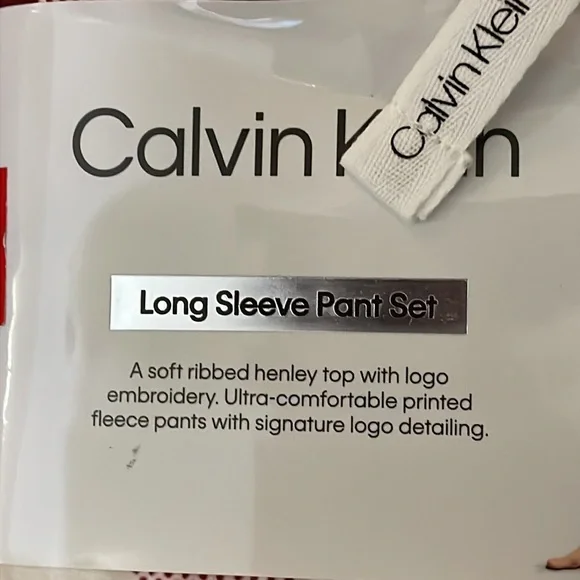 Calvin Klein
Calvin K  n
Long Sleeve Pant Set
A soft ribbed henley top with logo
embroidery. Ultra-comfortable printed
fleece pants with signature logo detailing.